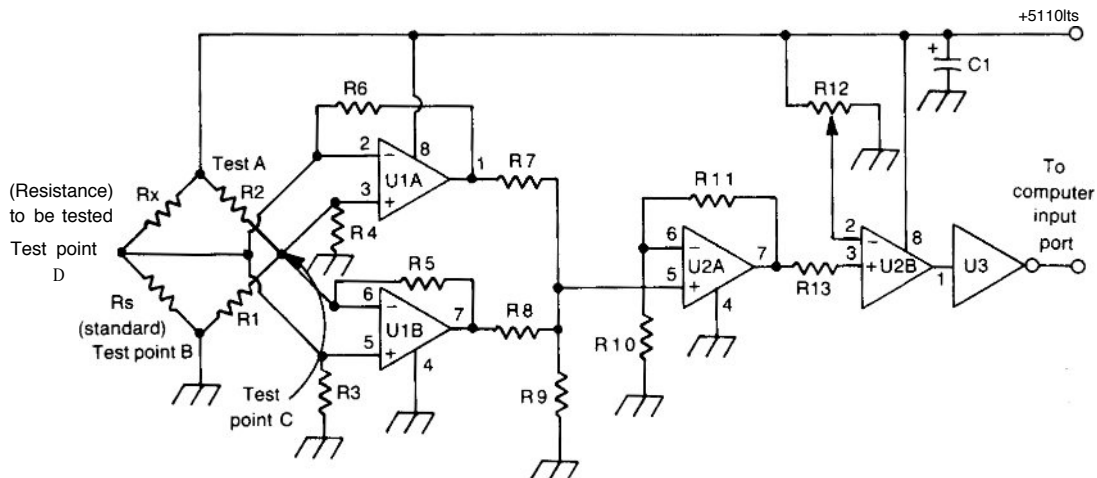 +5110lts
C1
R6
R12
2
8
Test A
1
R7
To
(Resistance)
Rx
R2
U1A
computer
to be tested
3
R11
input
R4
port
Test point
6
2
8
D
R5
7
U2A
U2B
U3
6
5
3
1
Rs
R1
U1B
7
R8
4
R13
(standard)
5
Test point B
4
R10
R3
R9
Test
point C